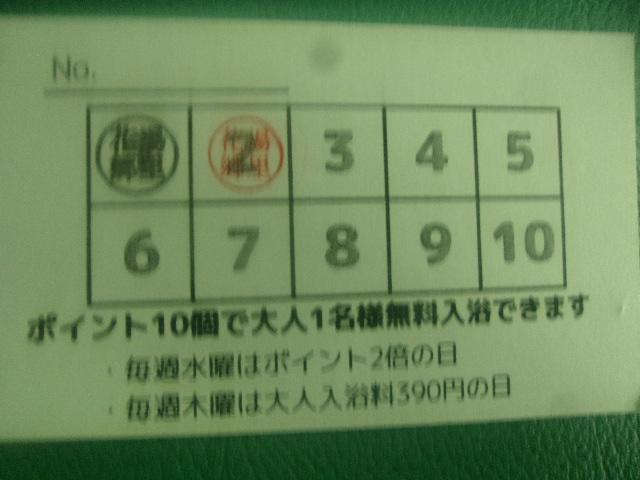 No.
3 4 5
6 7 8 9 10
ポイント10個で大人1名様無料入浴できます
・毎週水曜はポイント2倍の日
・毎週木曜は大人入浴料390円の日